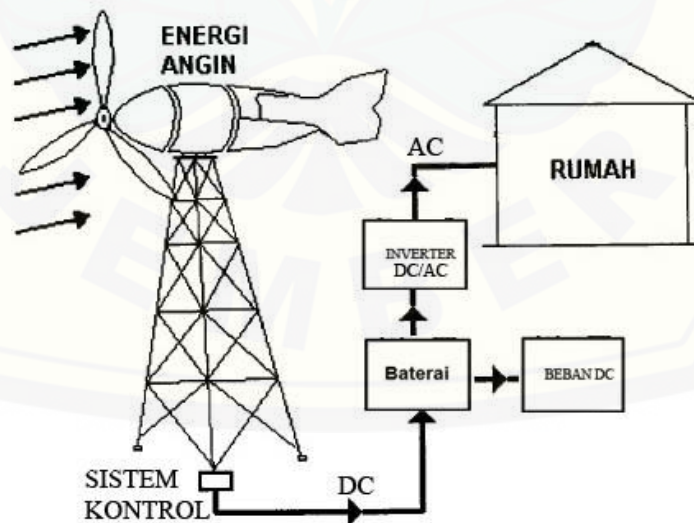 ENERGI
ANGIN
AC
RUMAH
INVERTER
DC/AC
Baterai
BEBAN DC
SISTEM
KONTROL
DC